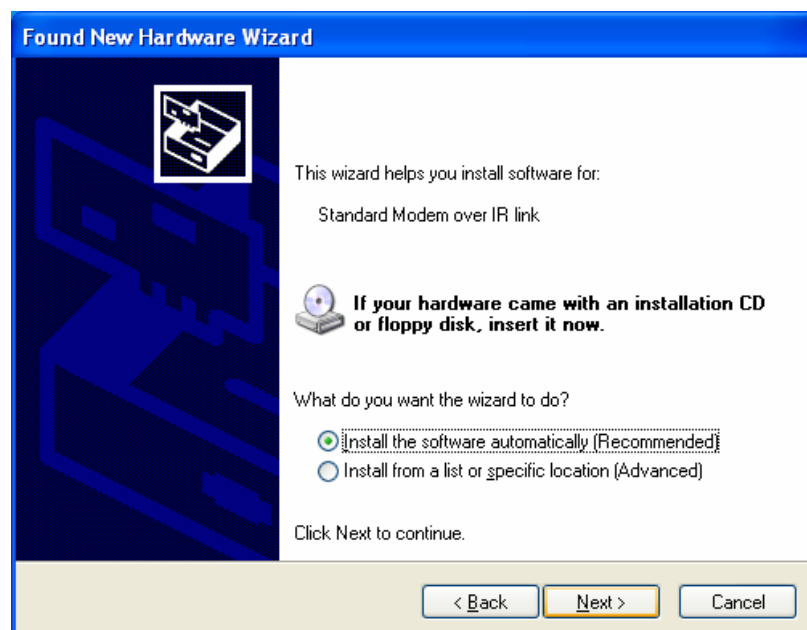 Found New Hardware Wizard
This wizard helps you install software for:
Standard Modem over IR link
If your hardware came with an installation CD
or floppy disk, insert it now.
What do you want the wizard to do?
Install the software automatically (Recommended)
Install from a list or specific location (Advanced)
Click Next to continue.
< Back Next > Cancel